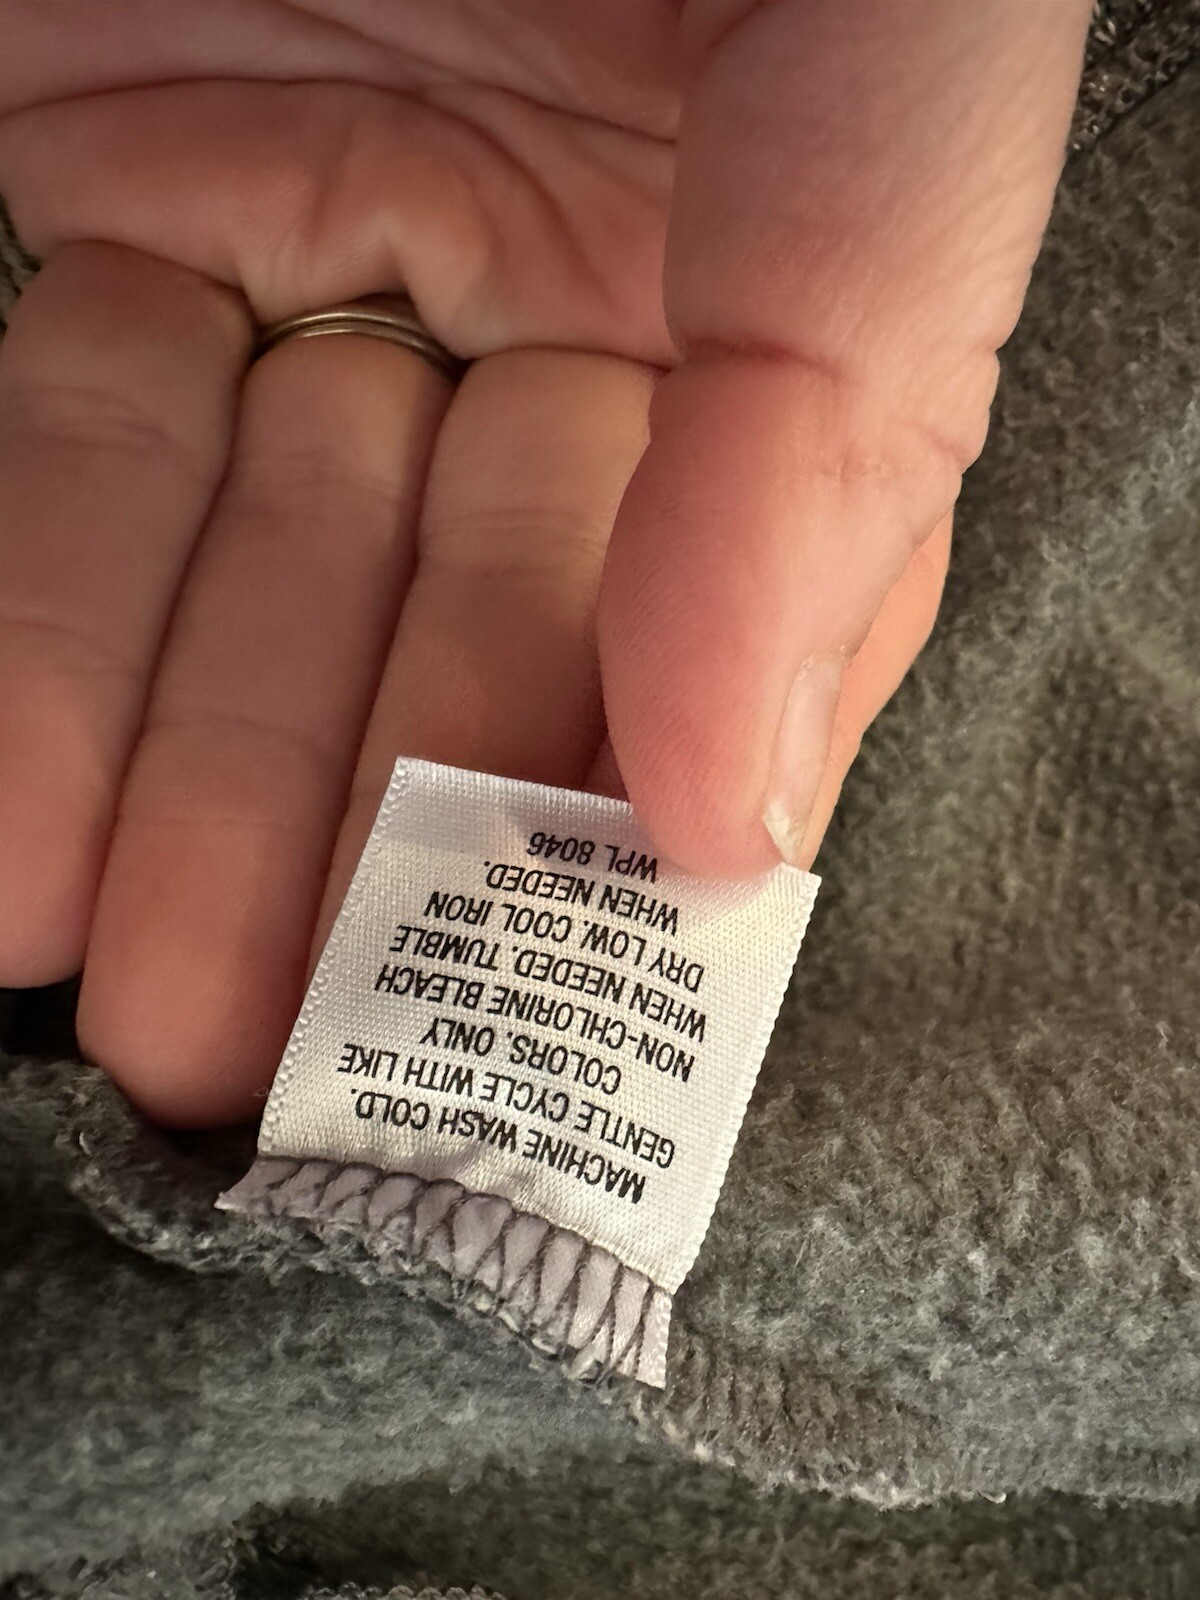 MACHINE WASH COLD.
GENTLE CYCLE WITH LIKE
COLORS. ONLY
NON-CHLORINE BLEACH
WHEN NEEDED. TUMBLE
DRY LOW. COOL IRON
WHEN NEEDED.
WPL 8046